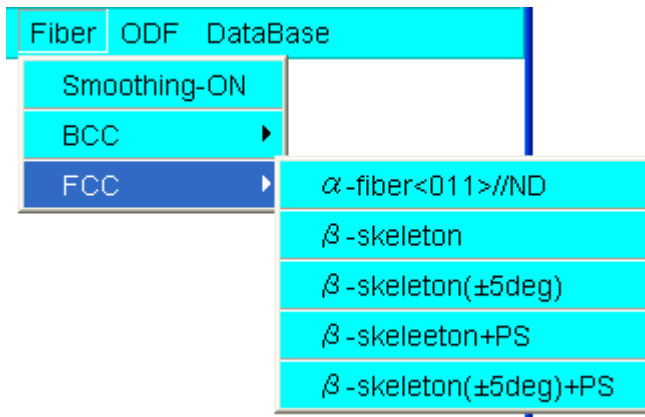 Fiber ODF DataBase
Smoothing-ON
BCC
FCC
α-fiber<011>//ND
β-skeleton
β-skeleton(±5deg)
β-skeleeton+PS
β-skeleton(±5deg)+PS